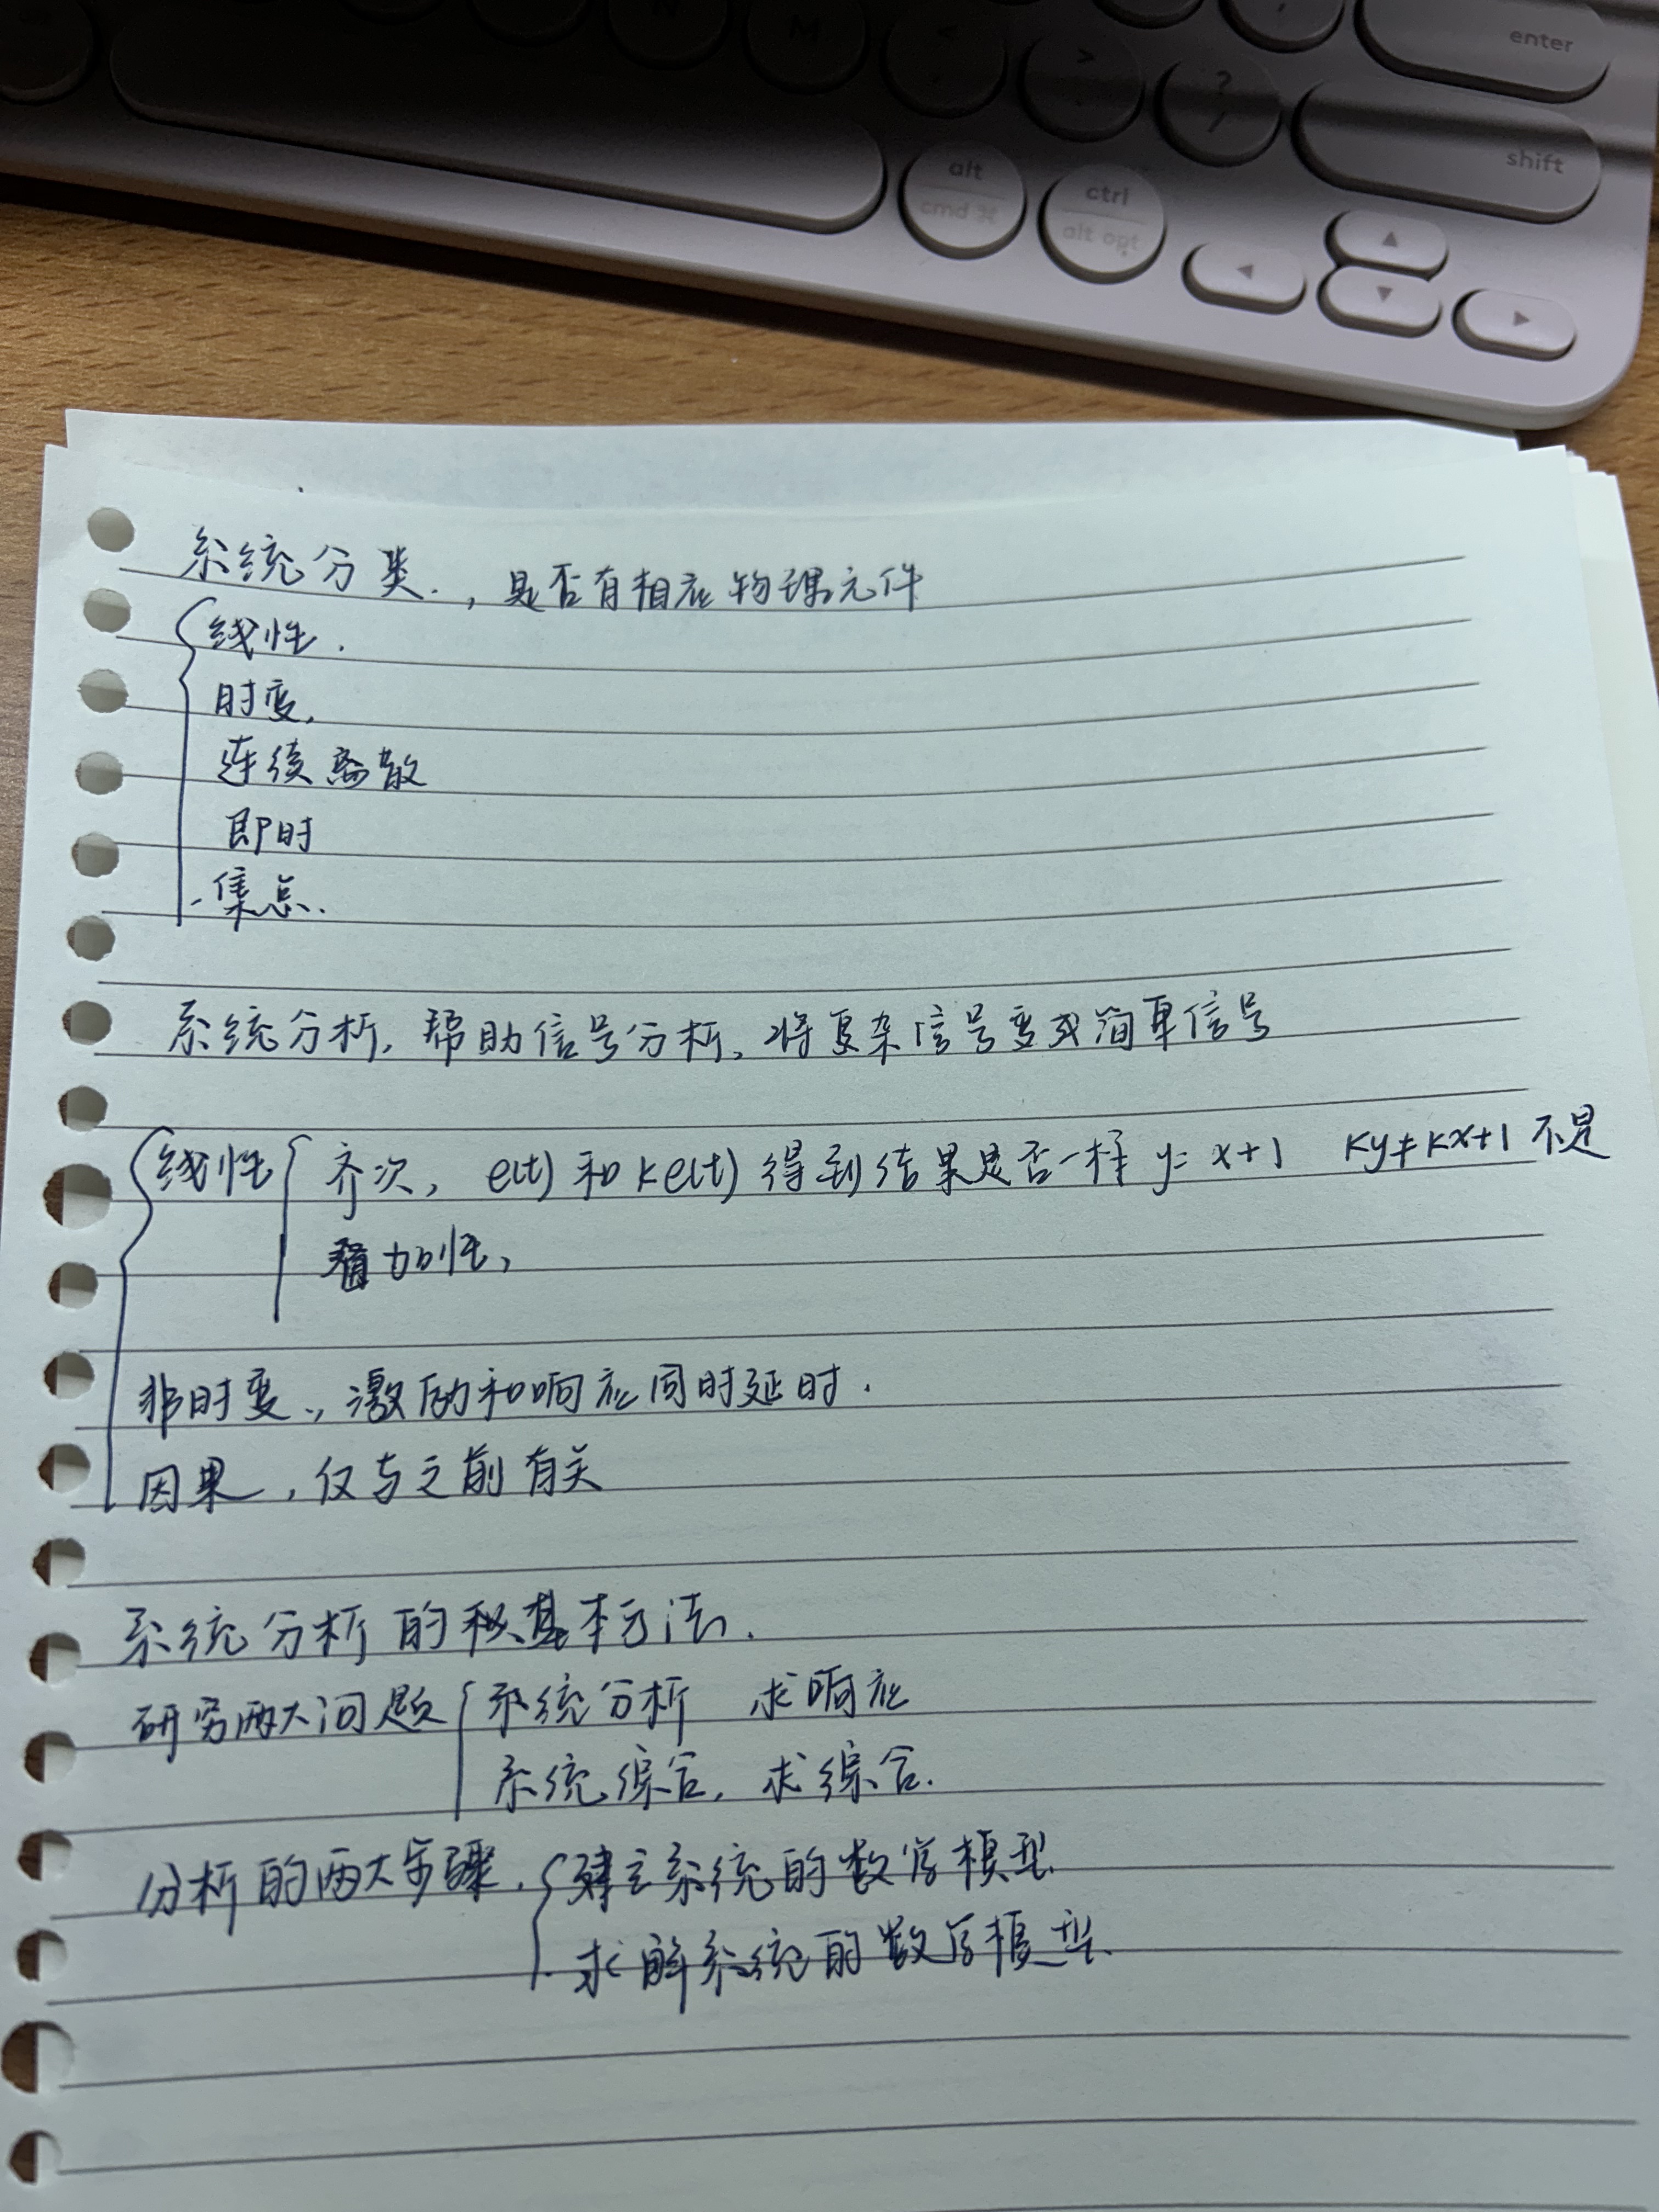 N M < >
enter
?
/
shift
alt
cmd ⌘
ctrl
alt opt
系统分类.，是否有相应物理元件
线性.
时变,
连续离散
即时
集总.
系统分析,帮助信号分析,将复杂信号变成简单信号
线性 齐次, e(t)和ke(t)得到结果是否一样 y= x+1 ky≠kx+1 不是
叠加性,
非时变.,激励和响应同时延时.
因果,仅与之前有关
系统分析的基本方法.
研究两大问题 系统分析 求响应
系统综合, 求综合.
分析的两大步骤. 建立系统的数学模型.
求解系统的数学模型.